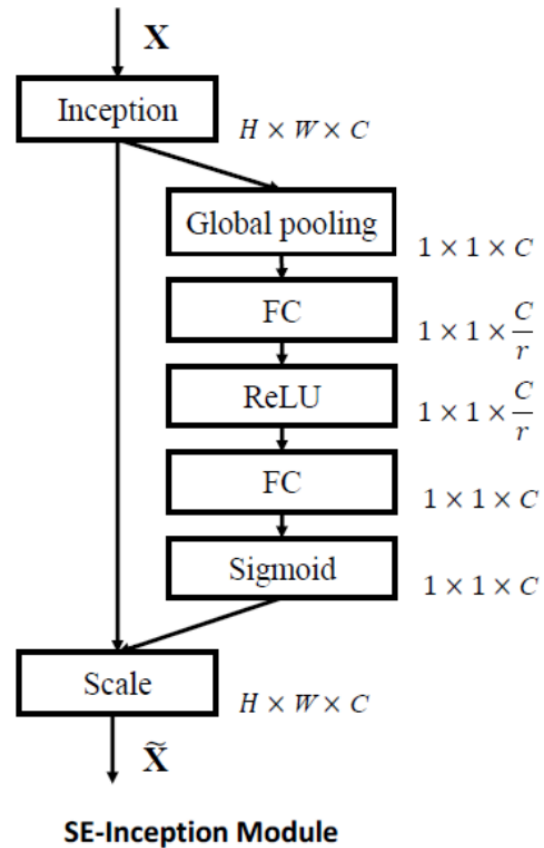 X
Inception
H × W × C
Global pooling
1 × 1 × C
FC
1 × 1 × C/r
ReLU
1 × 1 × C/r
FC
1 × 1 × C
Sigmoid
1 × 1 × C
Scale
H × W × C
X̃
SE-Inception Module